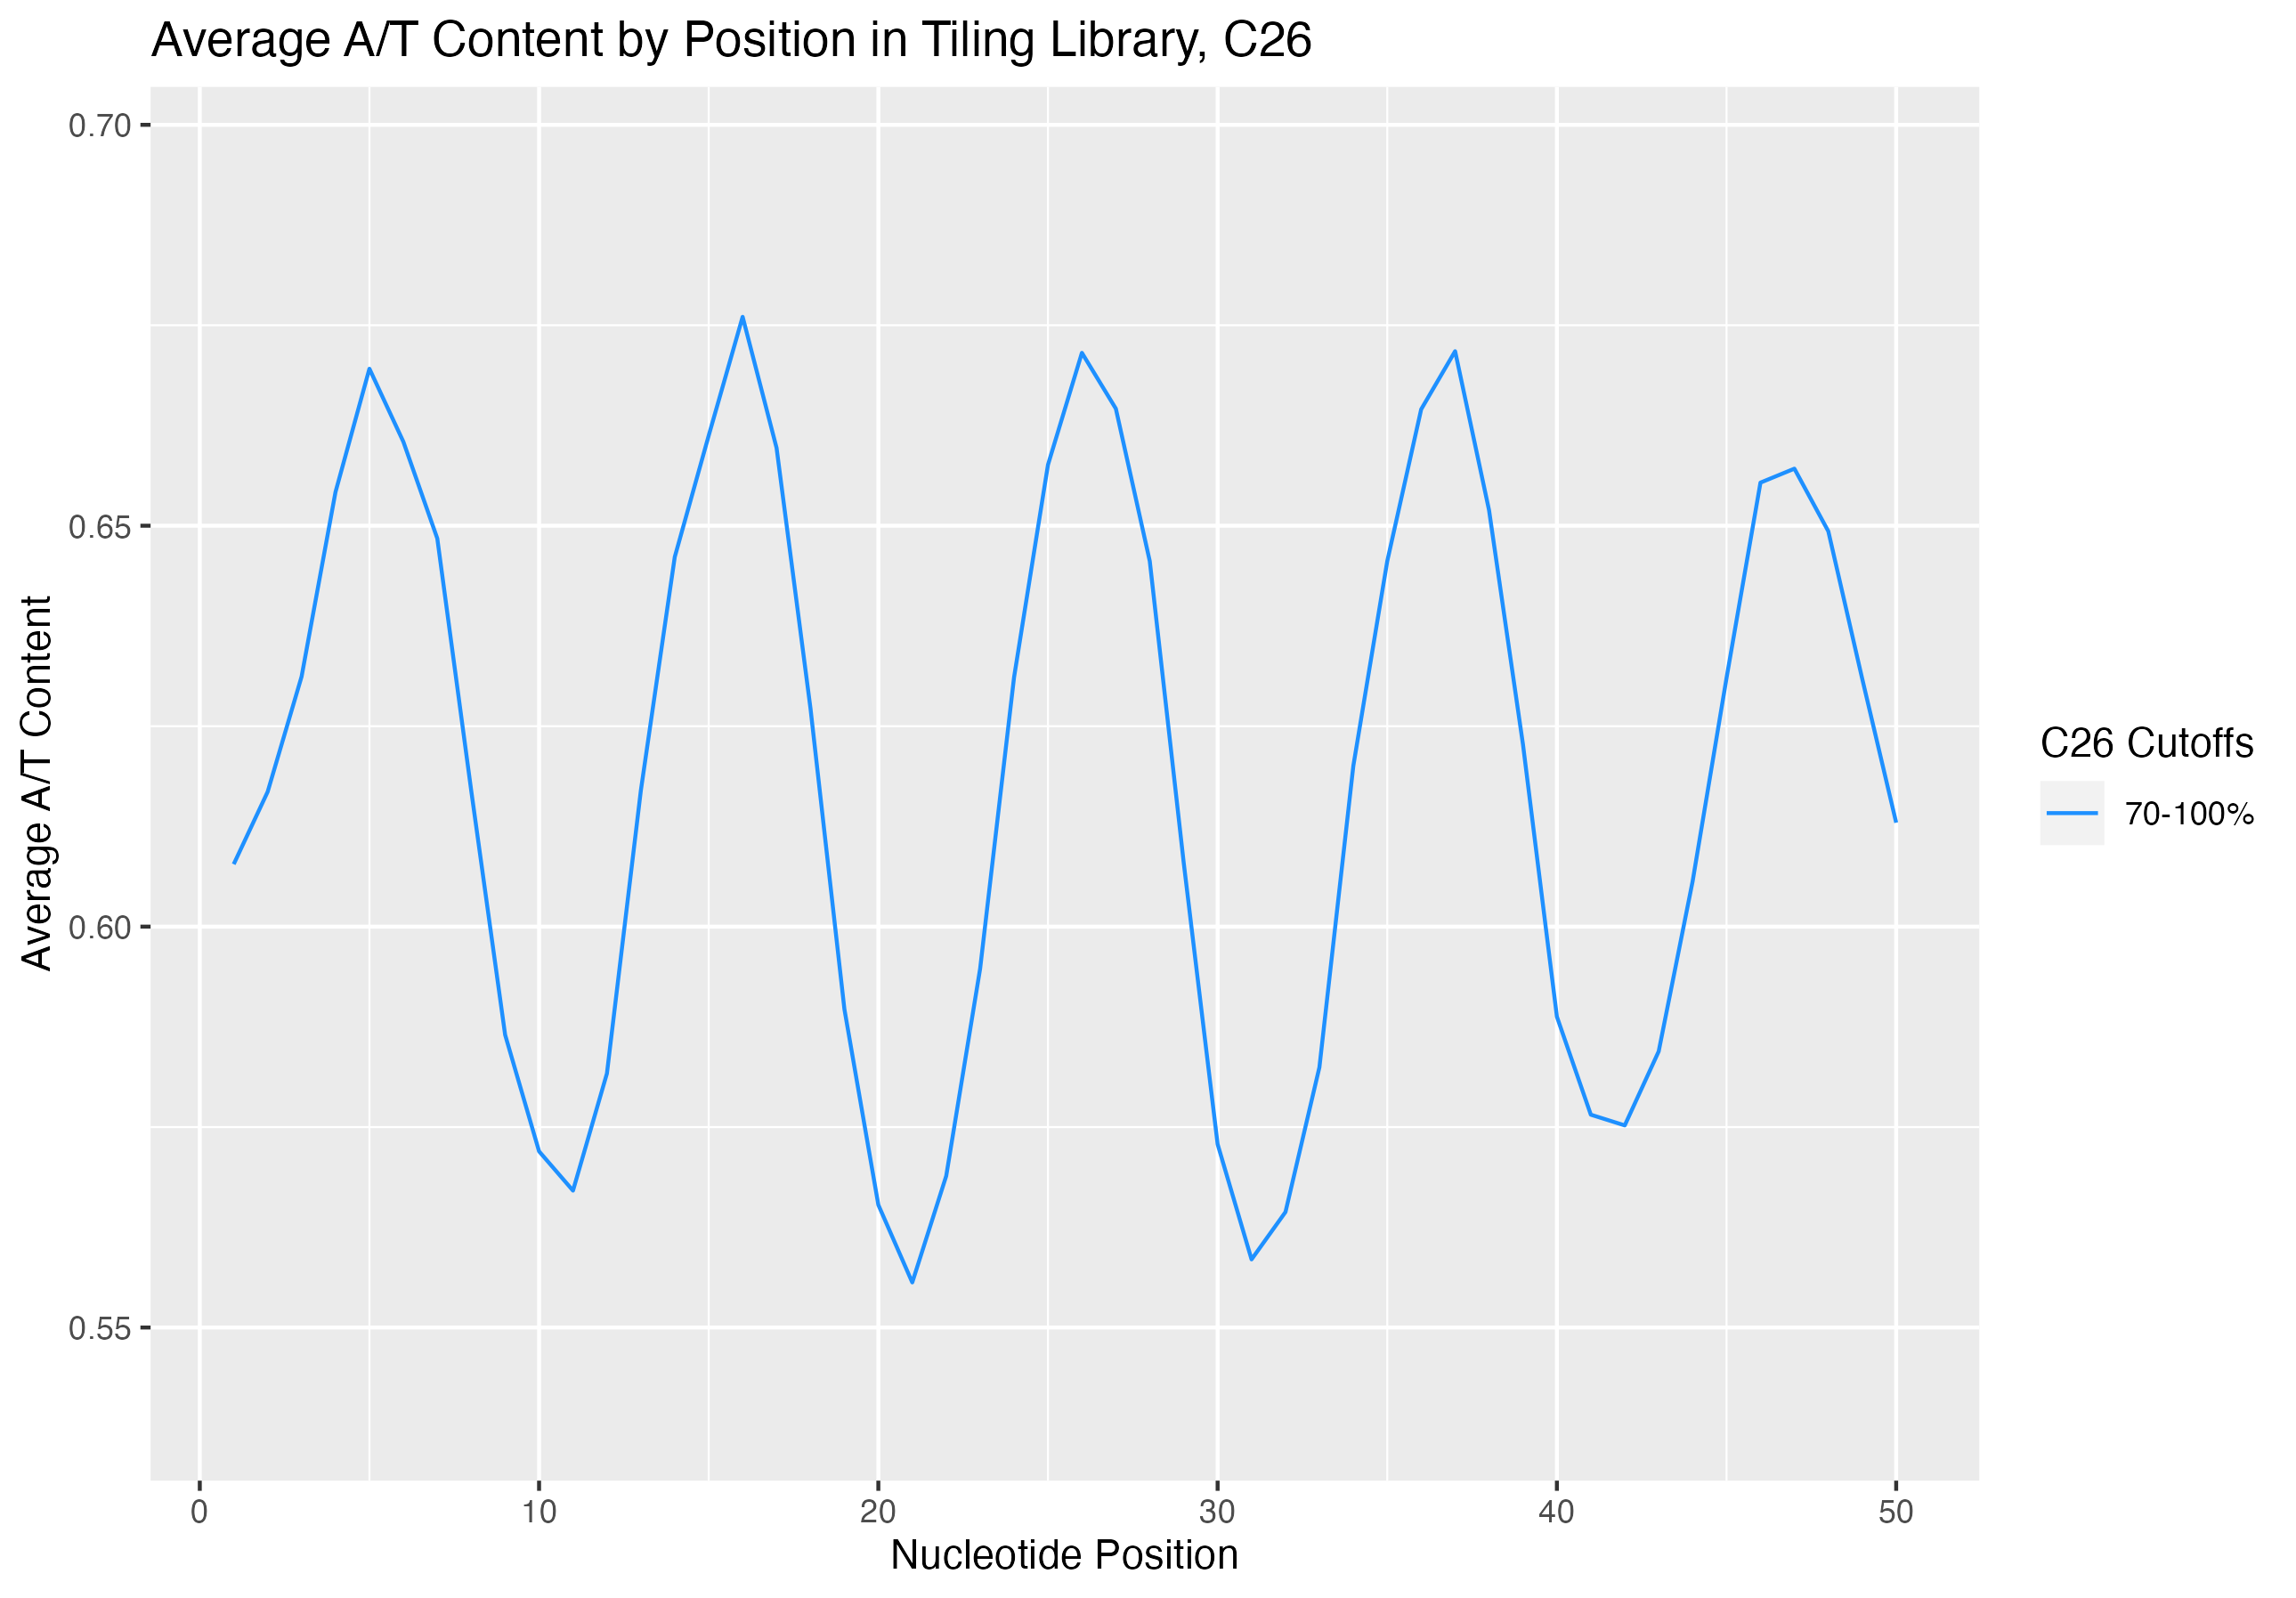 Average A/T Content by Position in Tiling Library, C26
0.70
0.65
0.60
0.55
Average A/T Content
0 10 20 30 40 50
Nucleotide Position
C26 Cutoffs
70-100%